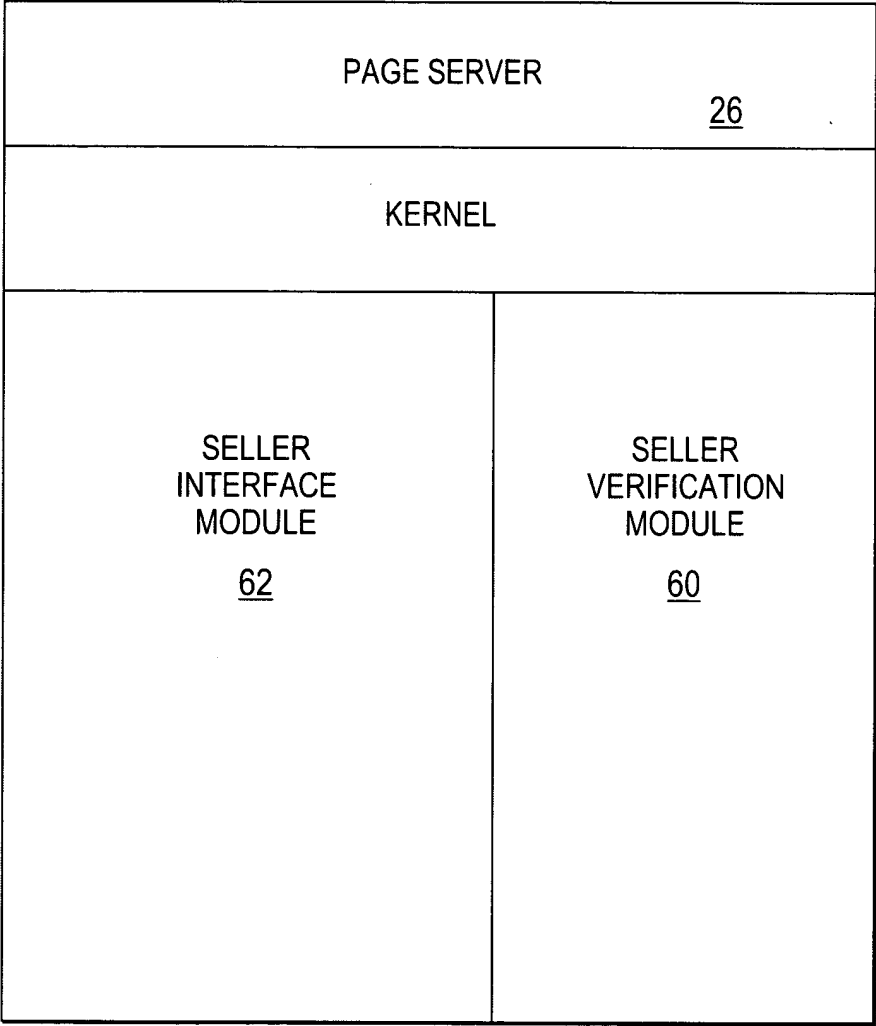 PAGE SERVER
26
KERNEL
SELLER
INTERFACE
MODULE
62
SELLER
VERIFICATION
MODULE
60